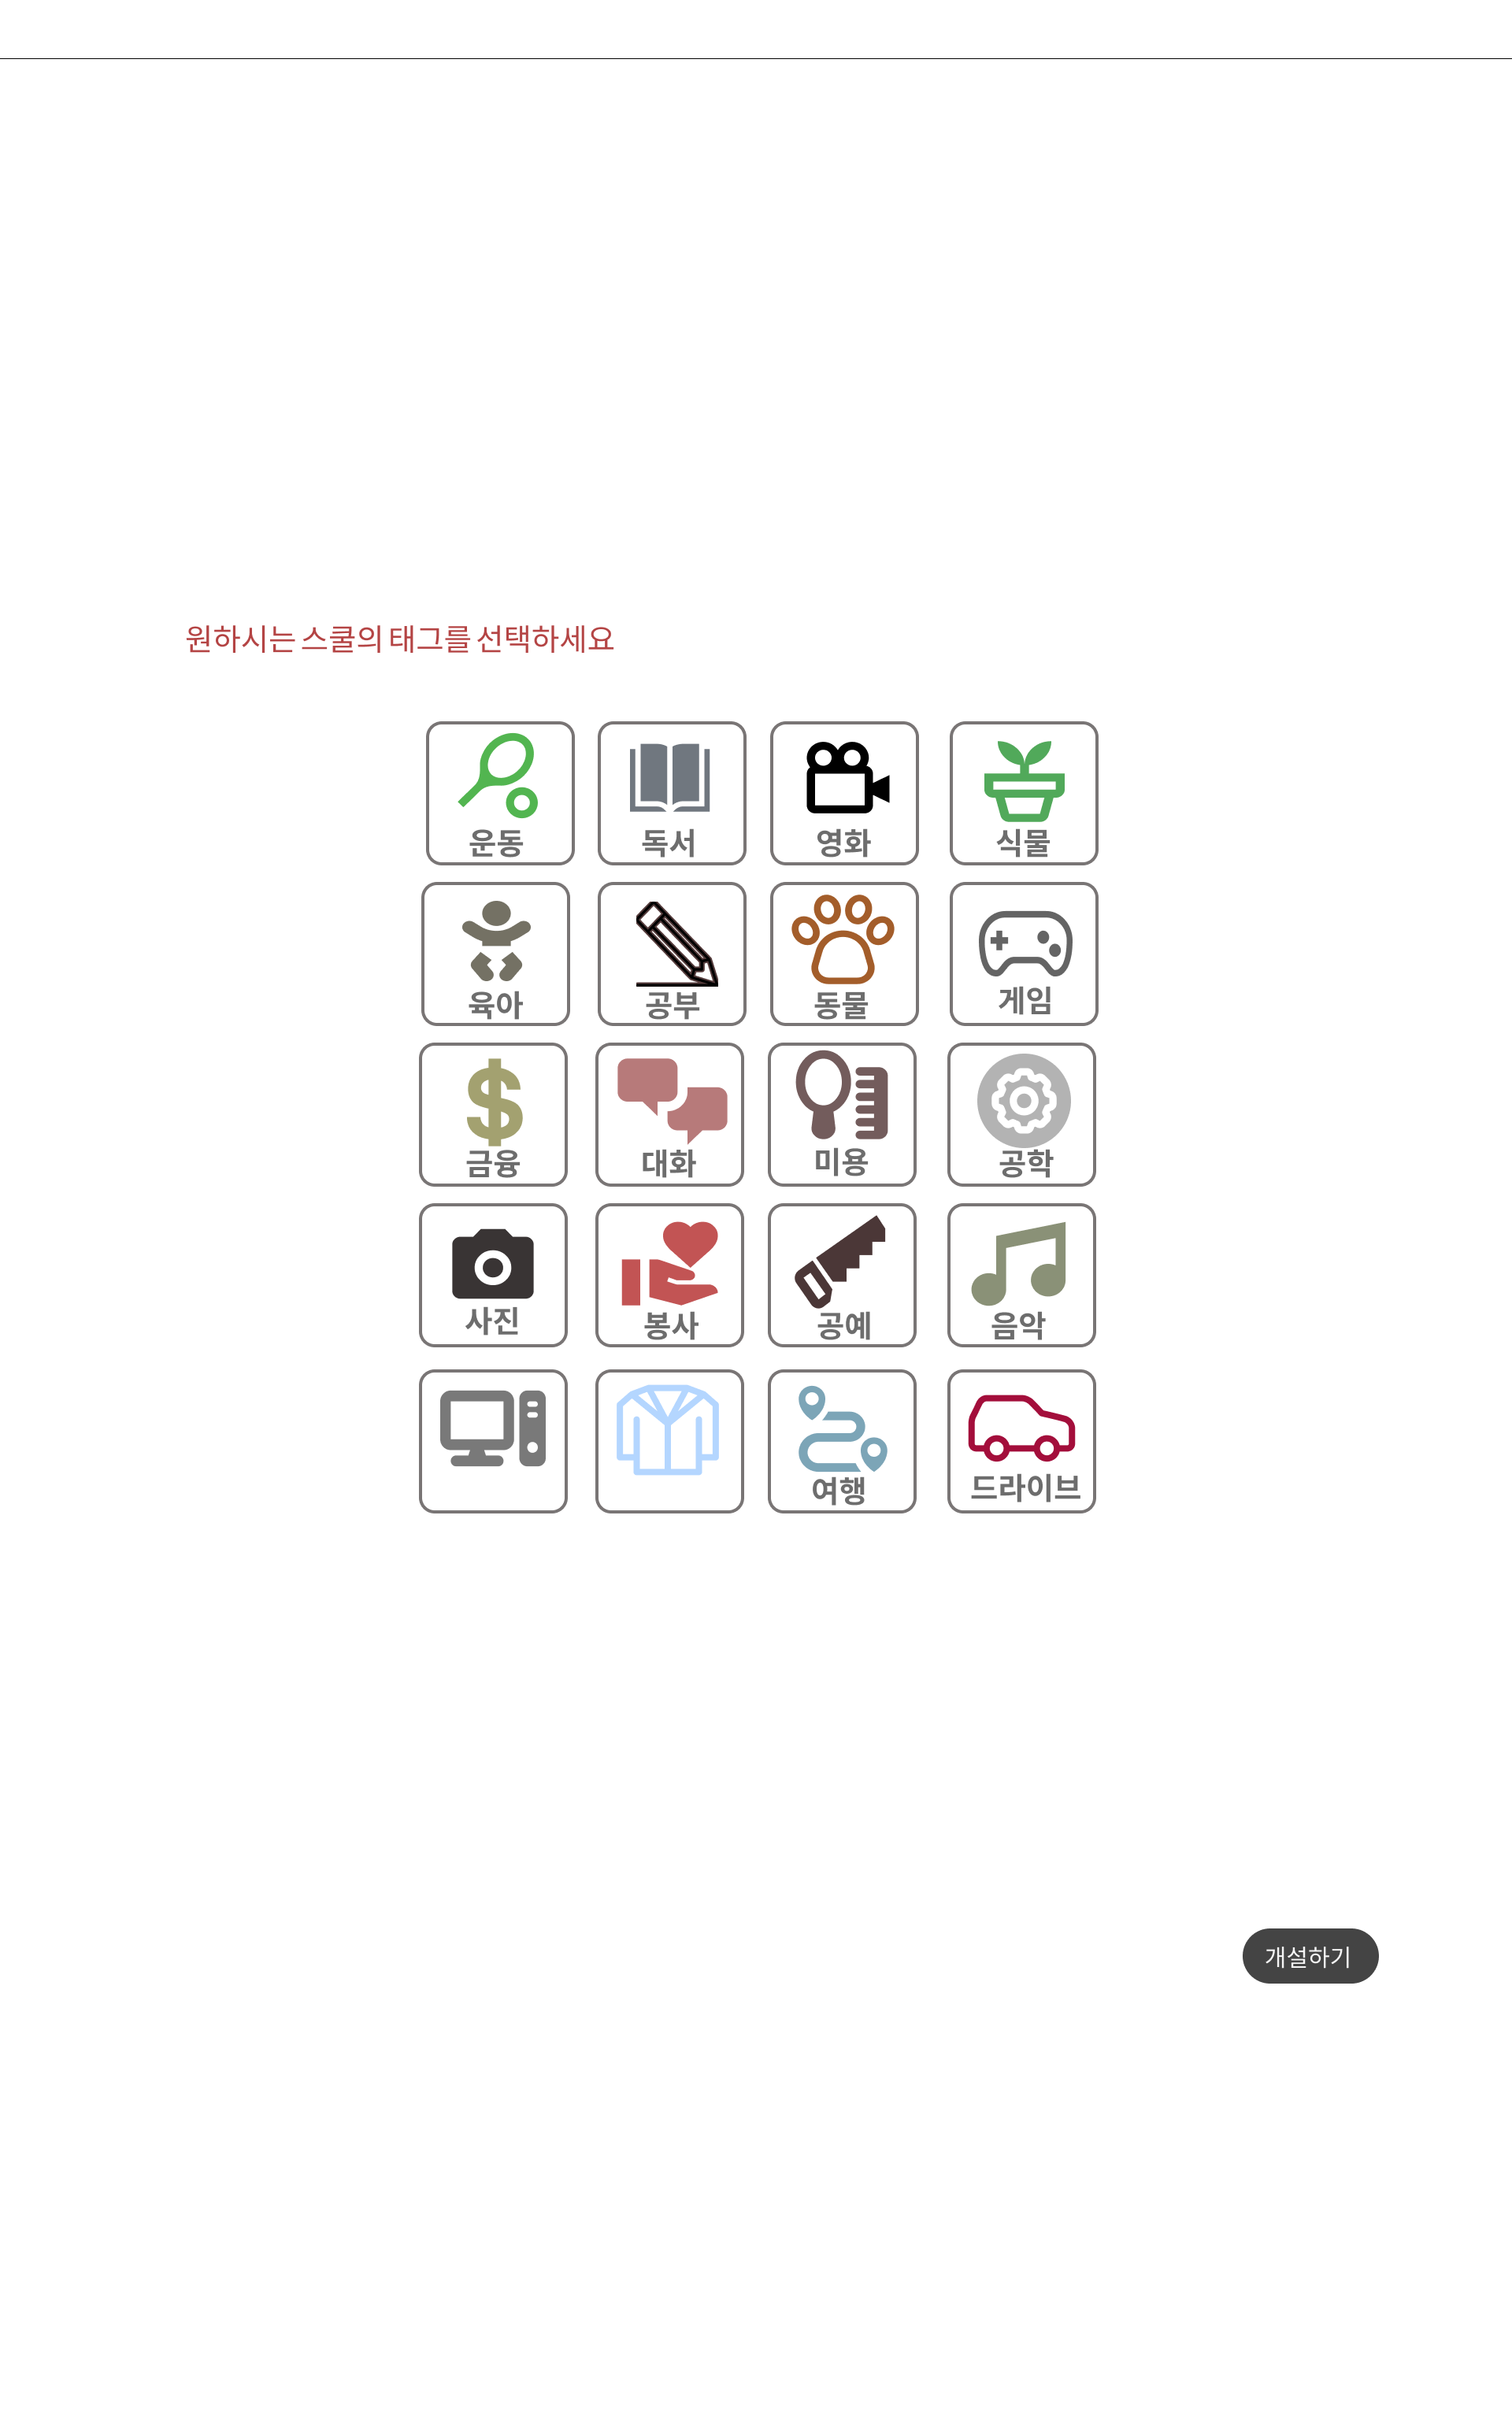 원하시는 스쿨의 태그를 선택하세요
운동
독서
영화
식물
육아
공부
동물
게임
금융
대화
미용
공학
사진
봉사
공예
음악
여행
드라이브
개설하기